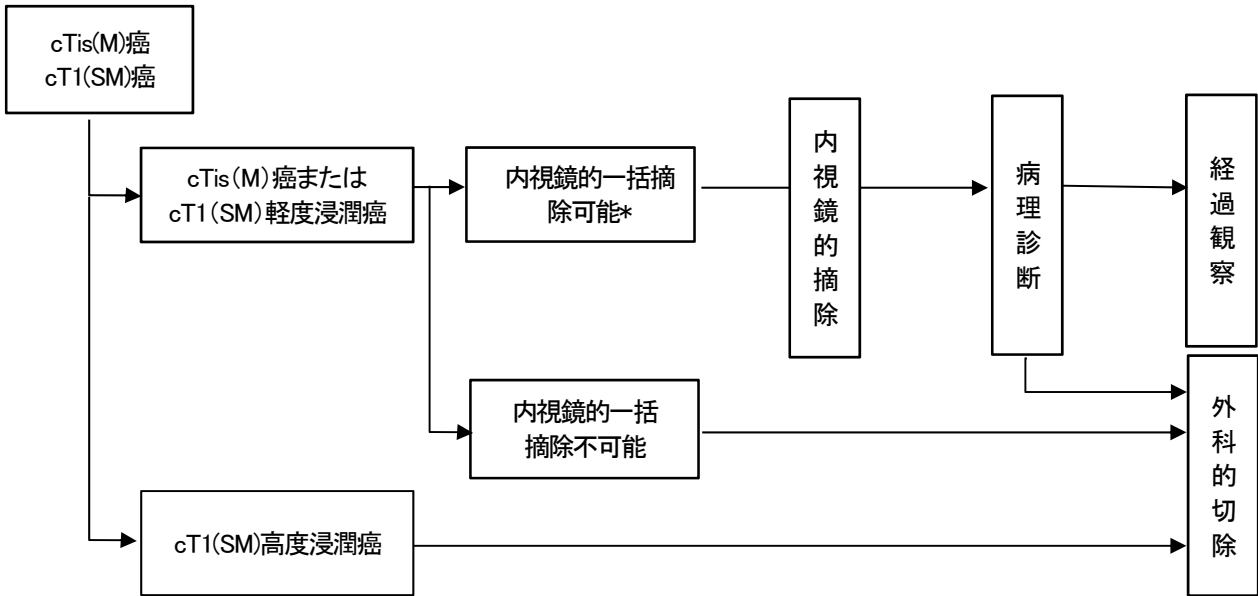 cTis(M)癌
cT1(SM)癌
cTis(M)癌または
cT1(SM)軽度浸潤癌
内視鏡的一括摘
除可能*
内視鏡的摘除
病理診断
経過観察
内視鏡的一括
摘除不可能
外科的切除
cT1(SM)高度浸潤癌